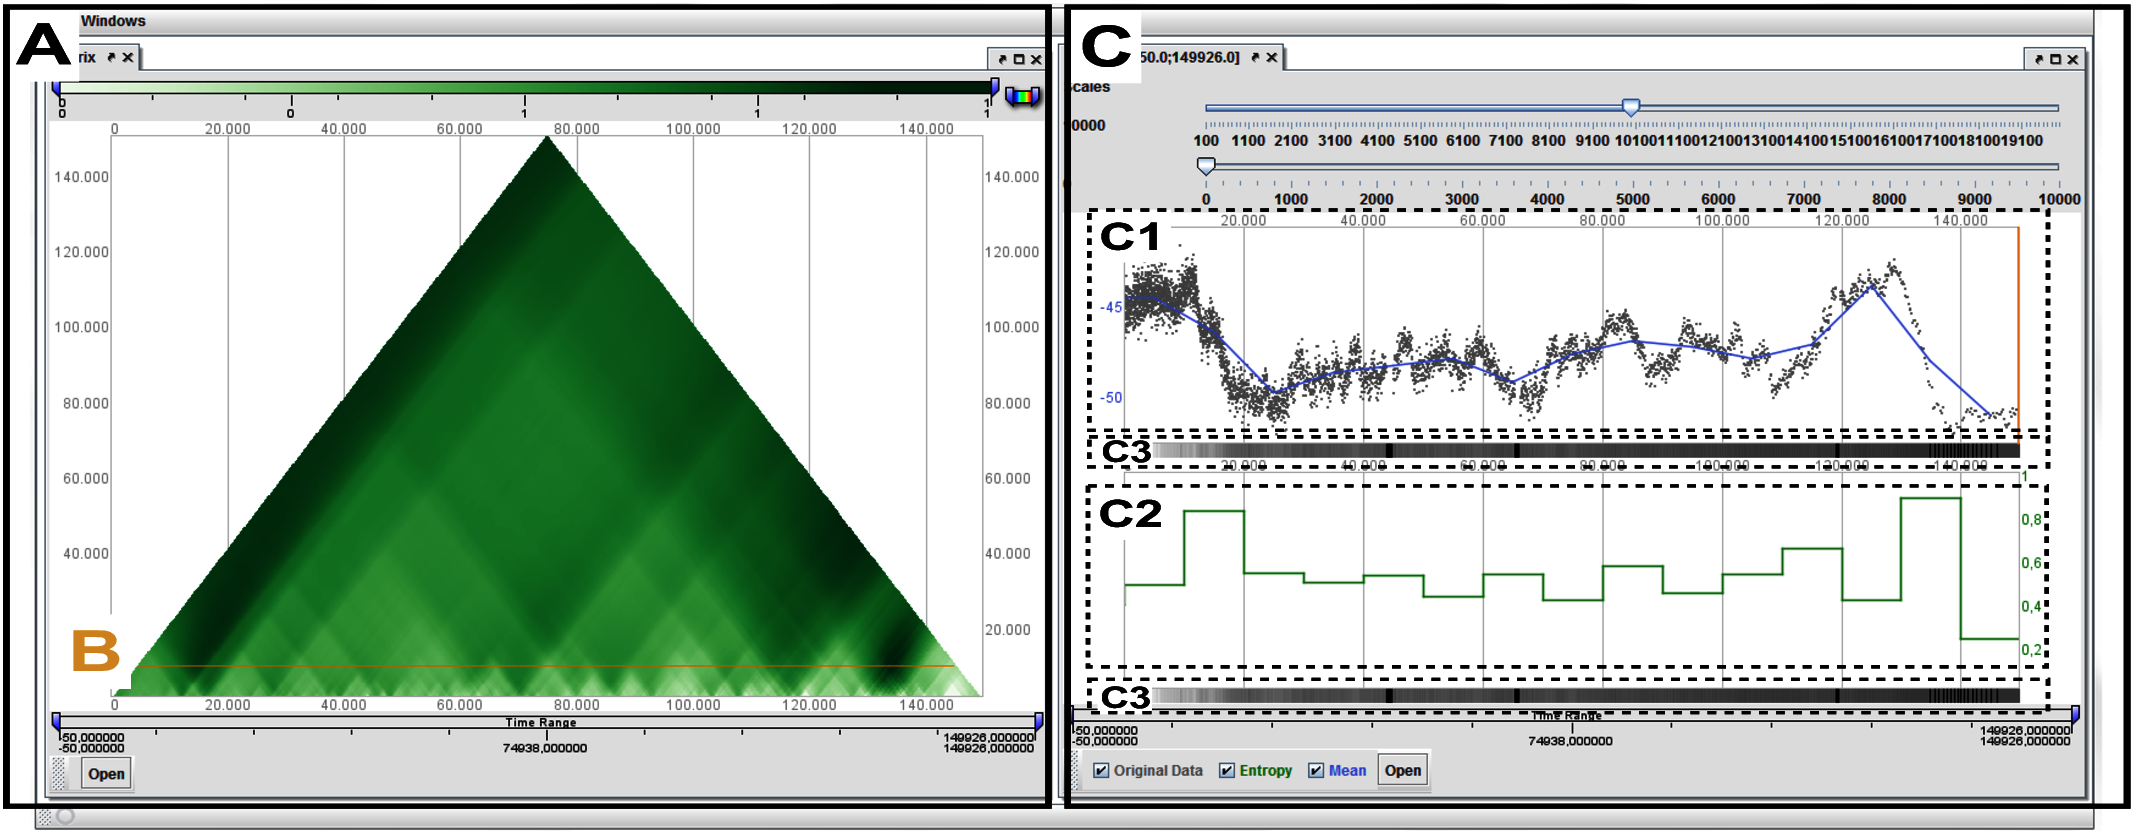 A
Windows
rix
0 0 1 1 1
0 20.000 40.000 60.000 80.000 100.000 120.000 140.000
140.000 140.000
120.000 120.000
100.000 100.000
80.000 80.000
60.000 60.000
40.000 40.000
20.000
B
0 20.000 40.000 60.000 80.000 100.000 120.000 140.000
Time Range
-50,000000 149926,000000
-50,000000 74938,000000 149926,000000
Open
C
50.0;149926.0]
cales
0000
100 1100 2100 3100 4100 5100 6100 7100 8100 9100 10100 11100 12100 13100 14100 15100 16100 17100 18100 19100
0 1000 2000 3000 4000 5000 6000 7000 8000 9000 10000
20.000 40.000 60.000 80.000 100.000 120.000 140.000
C1
-45
-50
C3
20.000 40.000 60.000 80.000 100.000 120.000 140.000
1
C2
0,8
0,6
0,4
0,2
C3
Time Range
-50,000000 149926,000000
-50,000000 74938,000000 149926,000000
Original Data Entropy Mean Open